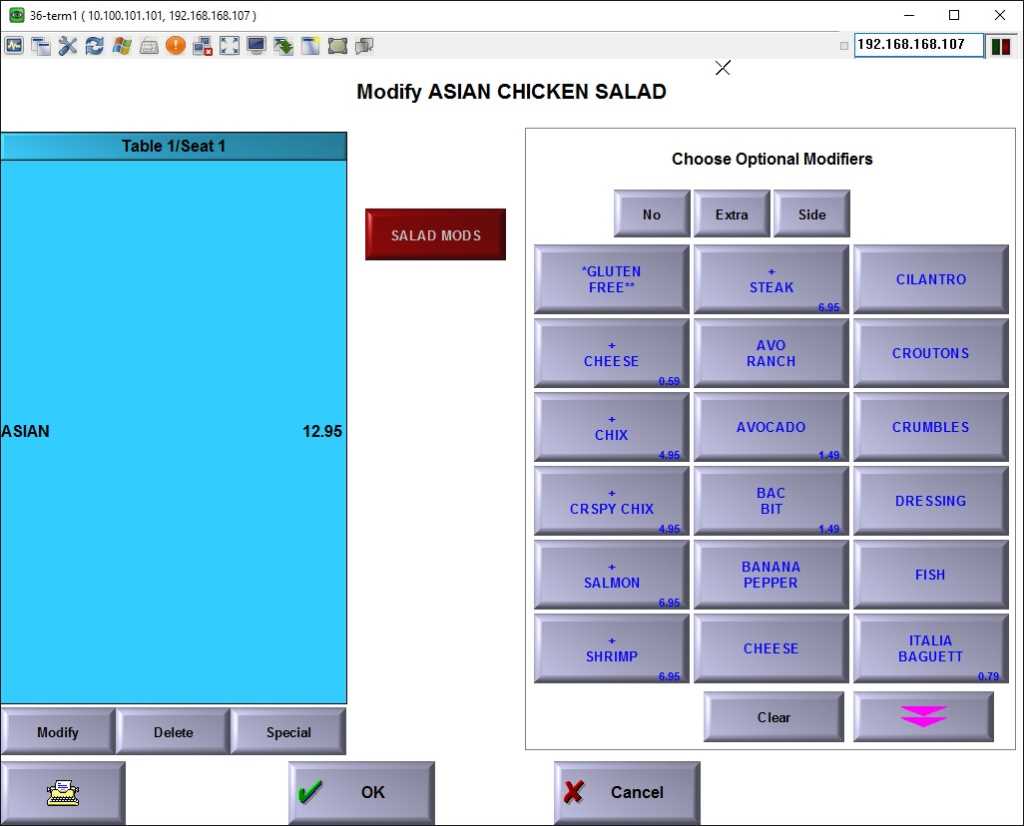 36-term1 ( 10.100.101.101, 192.168.168.107 )
192.168.168.107
Modify ASIAN CHICKEN SALAD
Table 1/Seat 1
ASIAN 12.95
SALAD MODS
Choose Optional Modifiers
No Extra Side
*GLUTEN
FREE**
+
STEAK
6.95
CILANTRO
+
CHEESE
0.59
AVO
RANCH
CROUTONS
+
CHIX
4.95
AVOCADO
1.49
CRUMBLES
+
CRSPY CHIX
4.95
BAC
BIT
1.49
DRESSING
+
SALMON
6.95
BANANA
PEPPER
FISH
+
SHRIMP
6.95
CHEESE
ITALIA
BAGUETT
0.79
Clear
Modify Delete Special
OK
Cancel